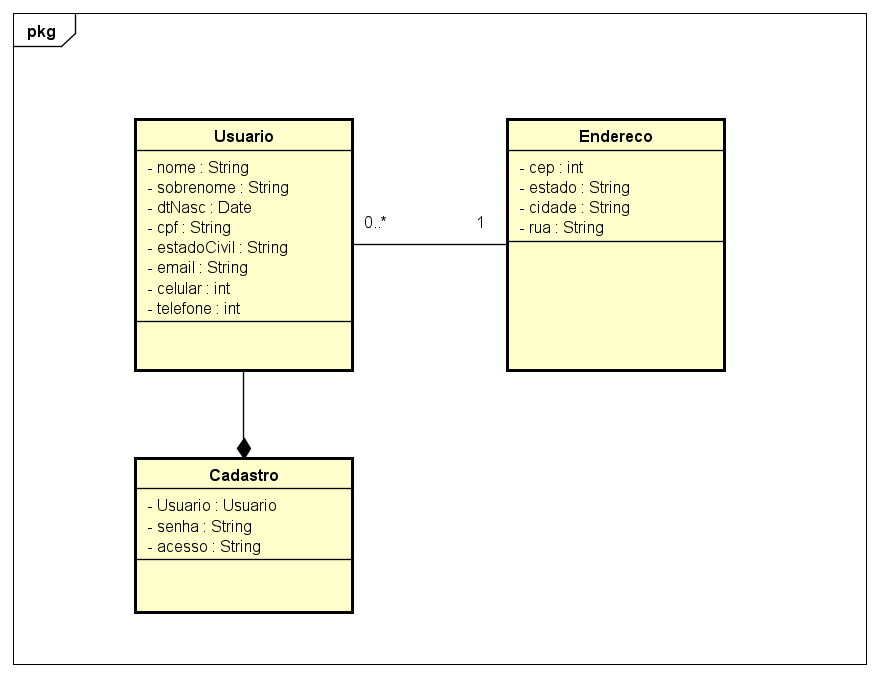 pkg
Usuario
- nome : String
- sobrenome : String
- dtNasc : Date
- cpf : String
- estadoCivil : String
- email : String
- celular : int
- telefone : int
0..*
1
Endereco
- cep : int
- estado : String
- cidade : String
- rua : String
Cadastro
- Usuario : Usuario
- senha : String
- acesso : String